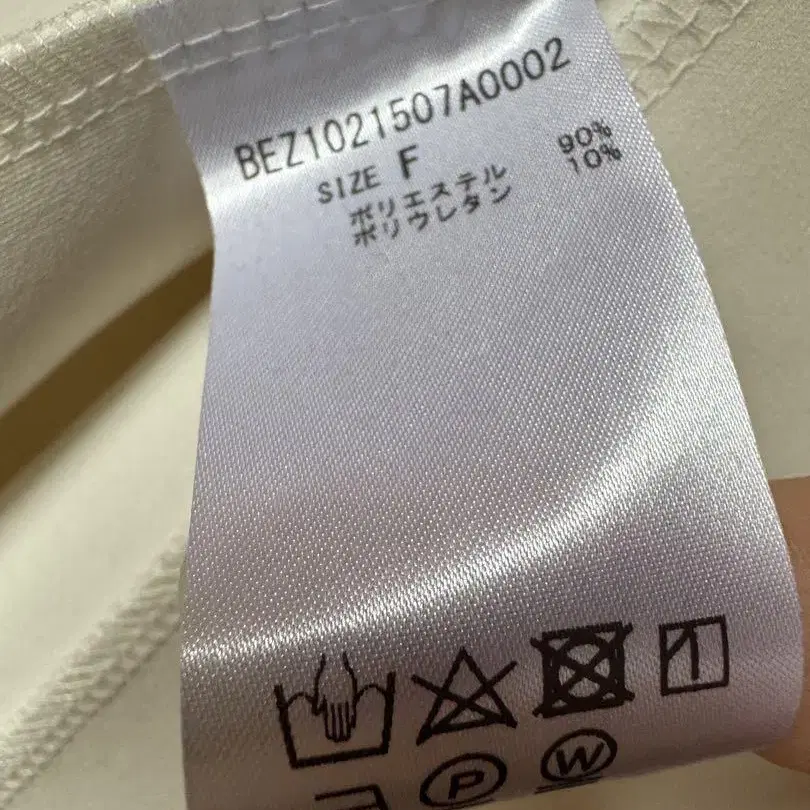 BEZ1021507A0002
SIZE F
ポリエステル 90%
ポリウレタン 10%
P W